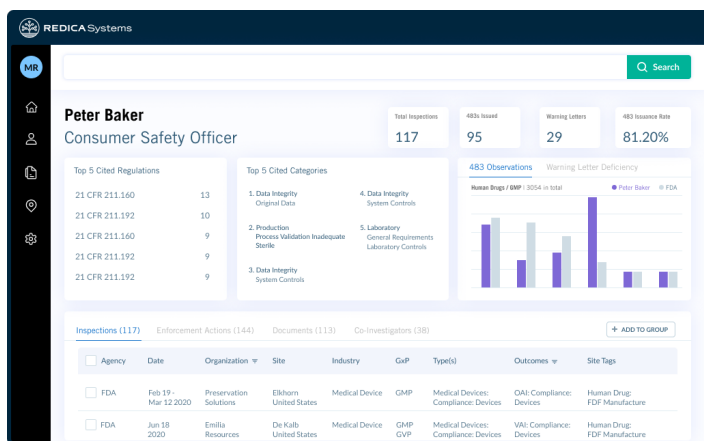 REDICA Systems
MR
Search
Peter Baker
Consumer Safety Officer
Total Inspections
117
483s Issued
95
Warning Letters
29
483 Issuance Rate
81.20%
Top 5 Cited Regulations
21 CFR 211.160 13
21 CFR 211.192 10
21 CFR 211.160 9
21 CFR 211.192 9
21 CFR 211.192 9
Top 5 Cited Categories
1. Data Integrity
Original Data
2. Production
Process Validation Inadequate
Sterile
3. Data Integrity
System Controls
4. Data Integrity
System Controls
5. Laboratory
General Requirements
Laboratory Controls
483 Observations Warning Letter Deficiency
Human Drugs / GMP | 3054 in total Peter Baker FDA
Inspections (117) Enforcement Actions (144) Documents (113) Co-Investigators (38)
+ ADD TO GROUP
Agency Date Organization Site Industry GxP Type(s) Outcomes Site Tags
FDA Feb 19 - Preservation Elkhorn Medical Device GMP Medical Devices: OAI: Compliance: Human Drug:
Mar 12 2020 Solutions United States Compliance: Devices Devices FDF Manufacture
FDA Jun 18 Emilia De Kalb Medical Device GMP Medical Devices: VAI: Compliance: Human Drug:
2020 Resources United States GVP Compliance: Devices Devices FDF Manufacture